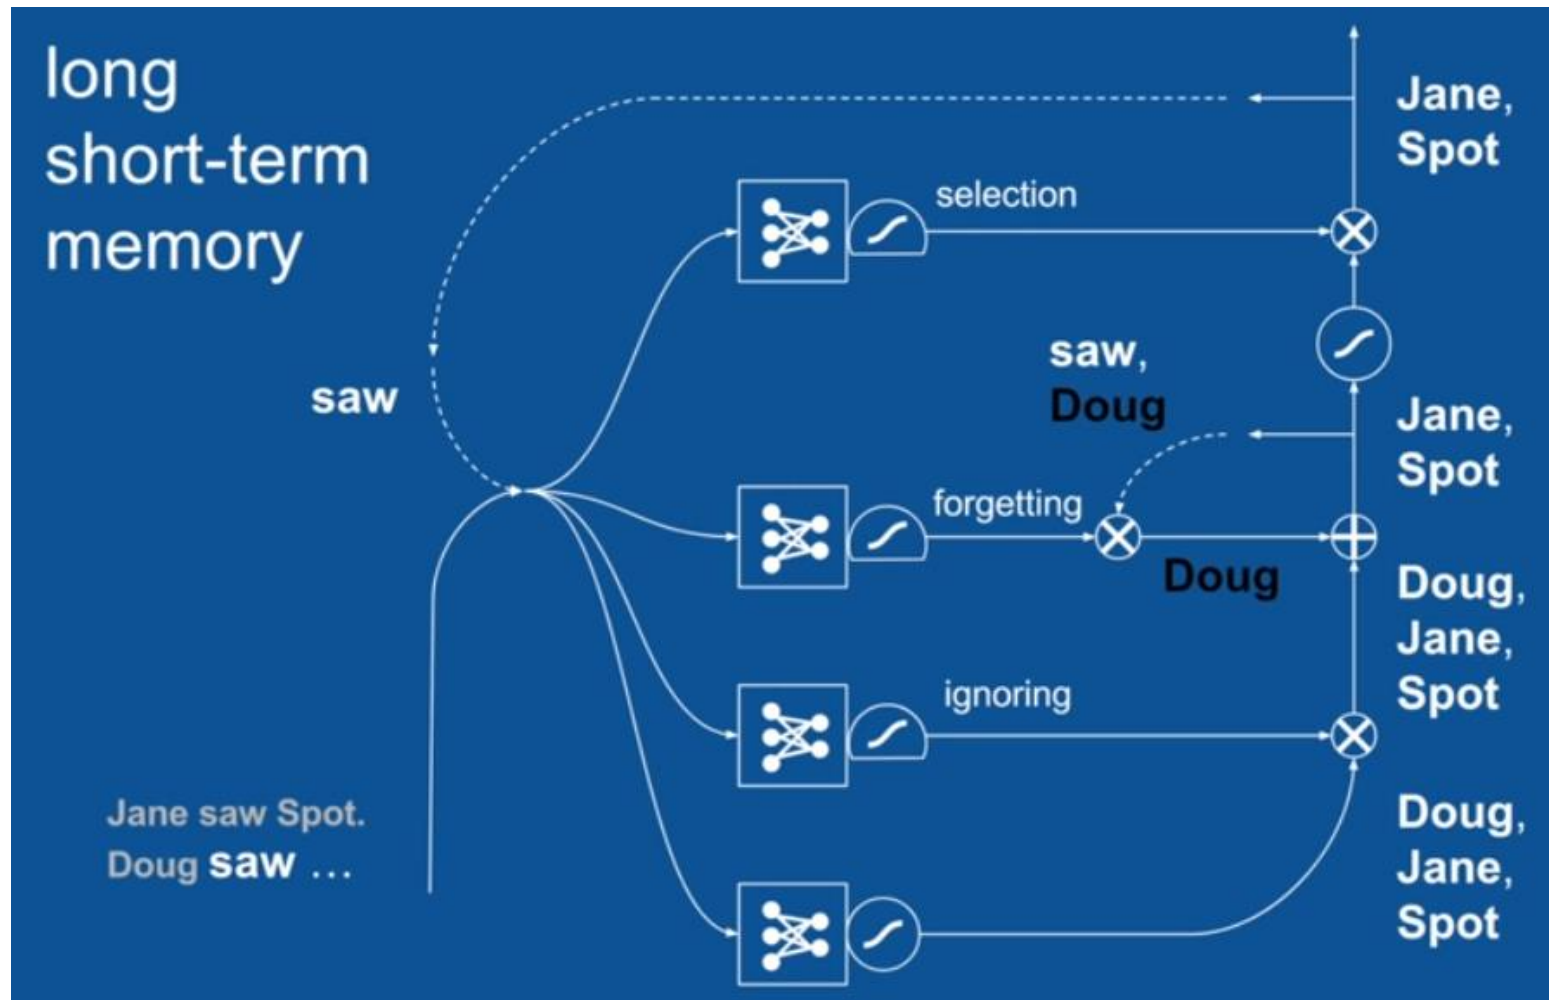 long
short-term
memory
Jane,
Spot
selection
saw,
Doug
saw
Jane,
Spot
forgetting
Doug
Doug,
Jane,
Spot
ignoring
Jane saw Spot.
Doug saw ...
Doug,
Jane,
Spot